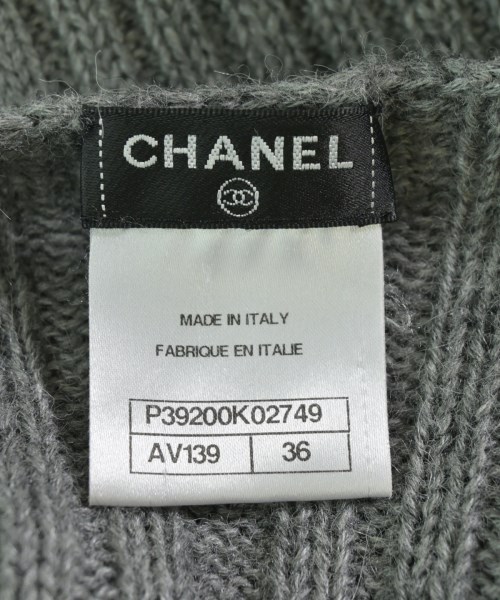 CHANEL
MADE IN ITALY
FABRIQUE EN ITALIE
P39200K02749
AV139 36